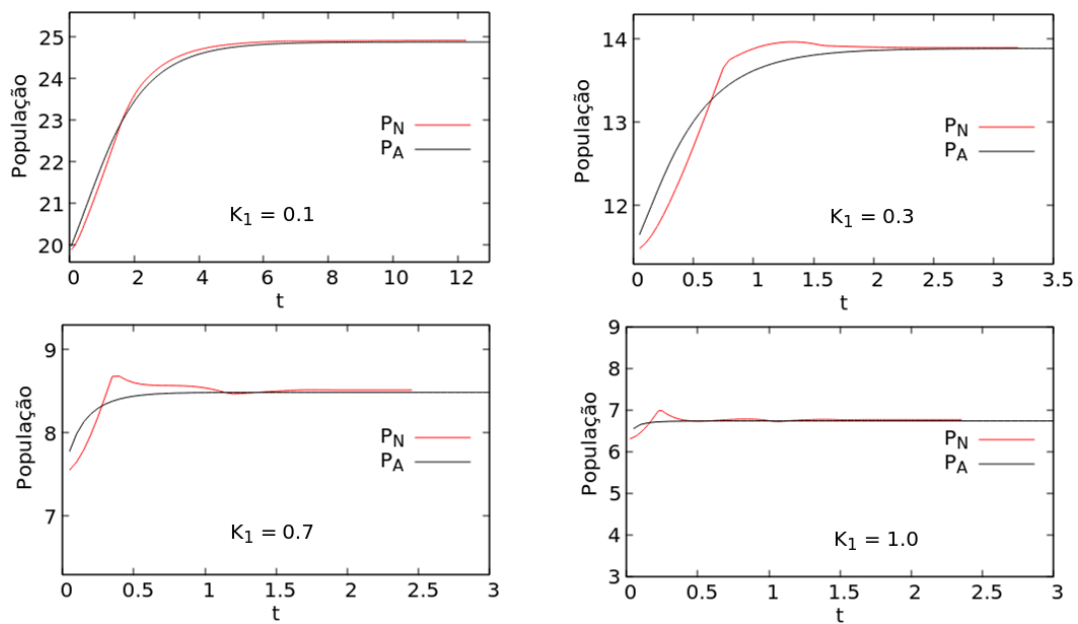 25
24
23
22
21
20
População
P_N
P_A
K_1 = 0.1
0 2 4 6 8 10 12
t
14
13
12
População
P_N
P_A
K_1 = 0.3
0 0.5 1 1.5 2 2.5 3 3.5
t
9
8
7
População
P_N
P_A
K_1 = 0.7
0 0.5 1 1.5 2 2.5 3
t
9
8
7
6
5
4
3
População
P_N
P_A
K_1 = 1.0
0 0.5 1 1.5 2 2.5 3
t